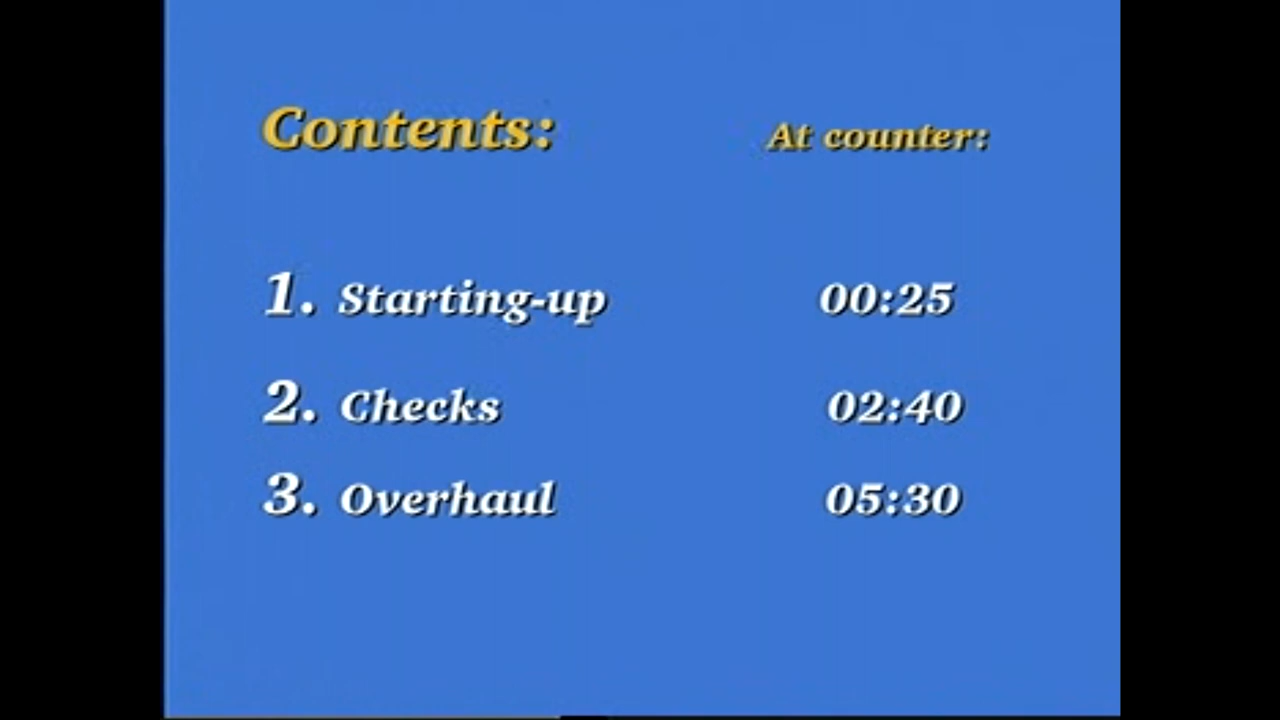 Contents: At counter:
1. Starting-up 00:25
2. Checks 02:40
3. Overhaul 05:30